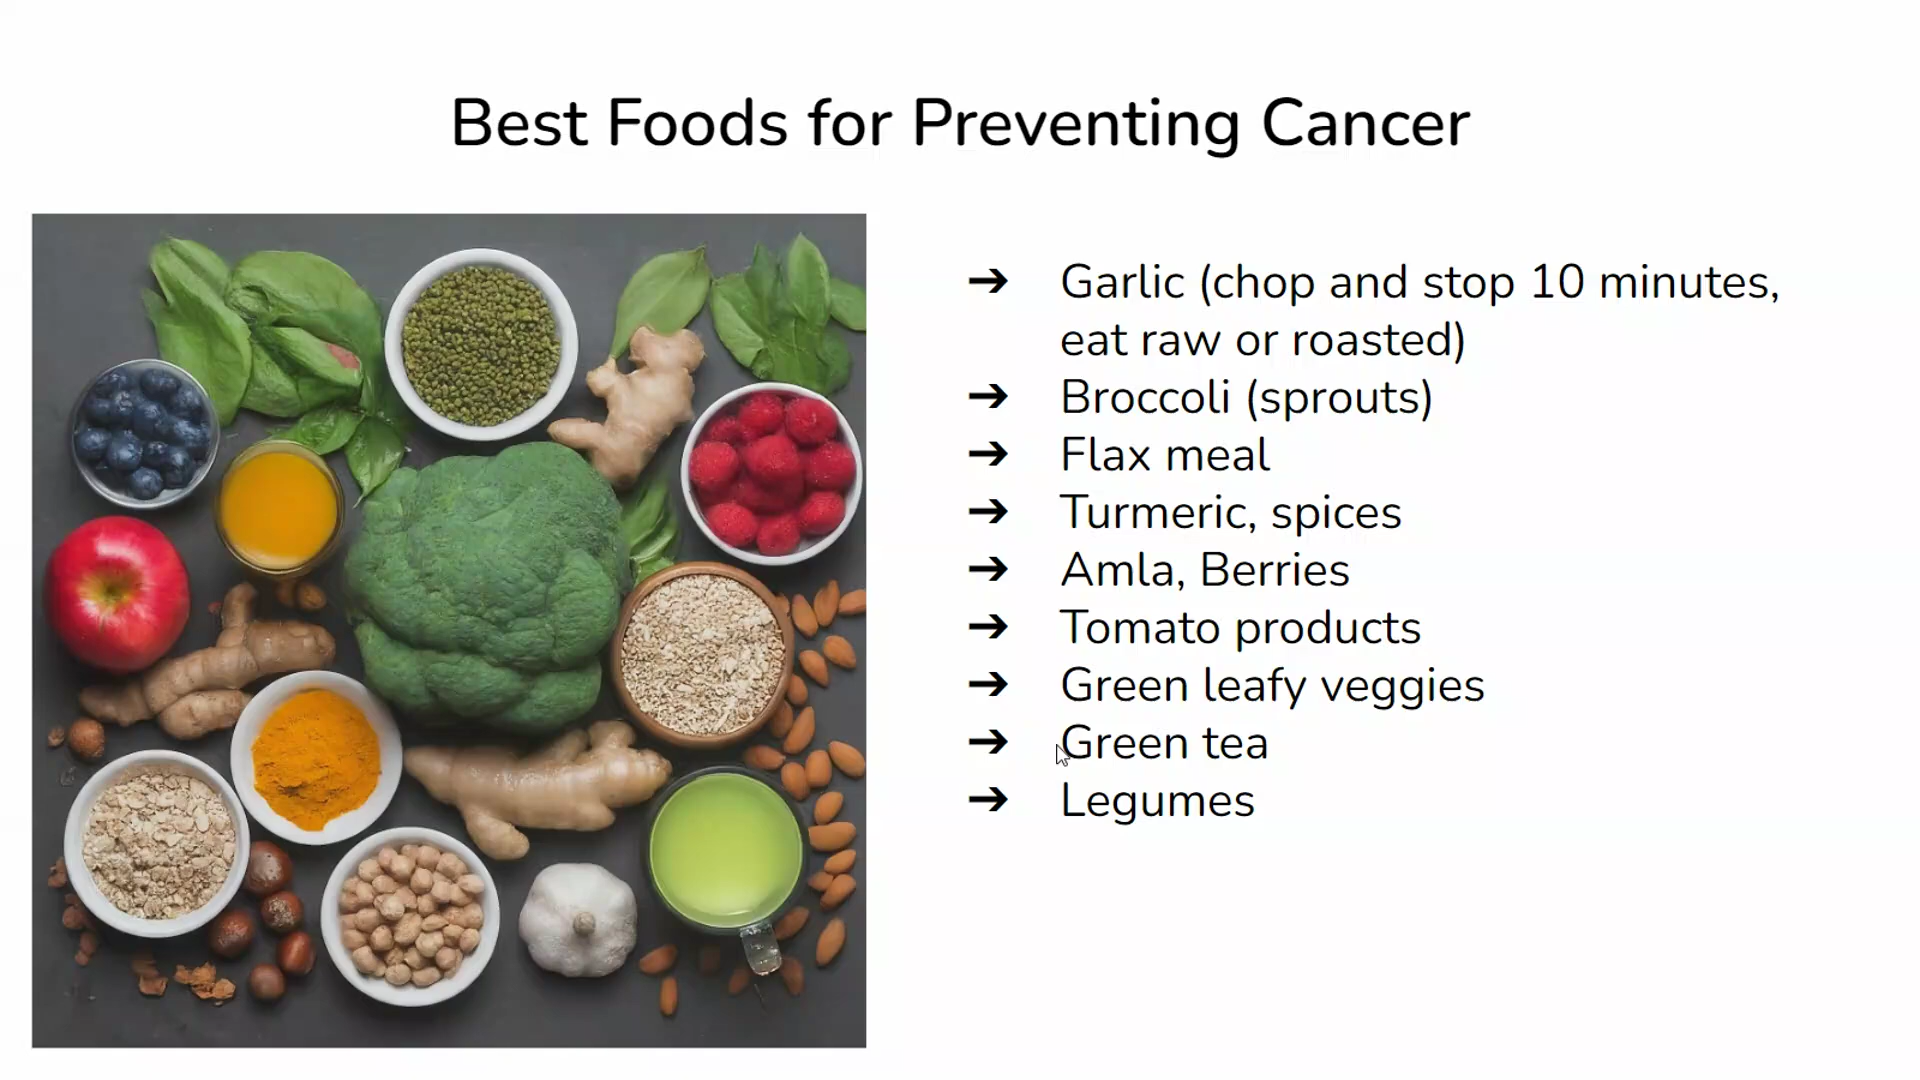 Best Foods for Preventing Cancer
➔ Garlic (chop and stop 10 minutes,
eat raw or roasted)
➔ Broccoli (sprouts)
➔ Flax meal
➔ Turmeric, spices
➔ Amla, Berries
➔ Tomato products
➔ Green leafy veggies
➔ Green tea
➔ Legumes